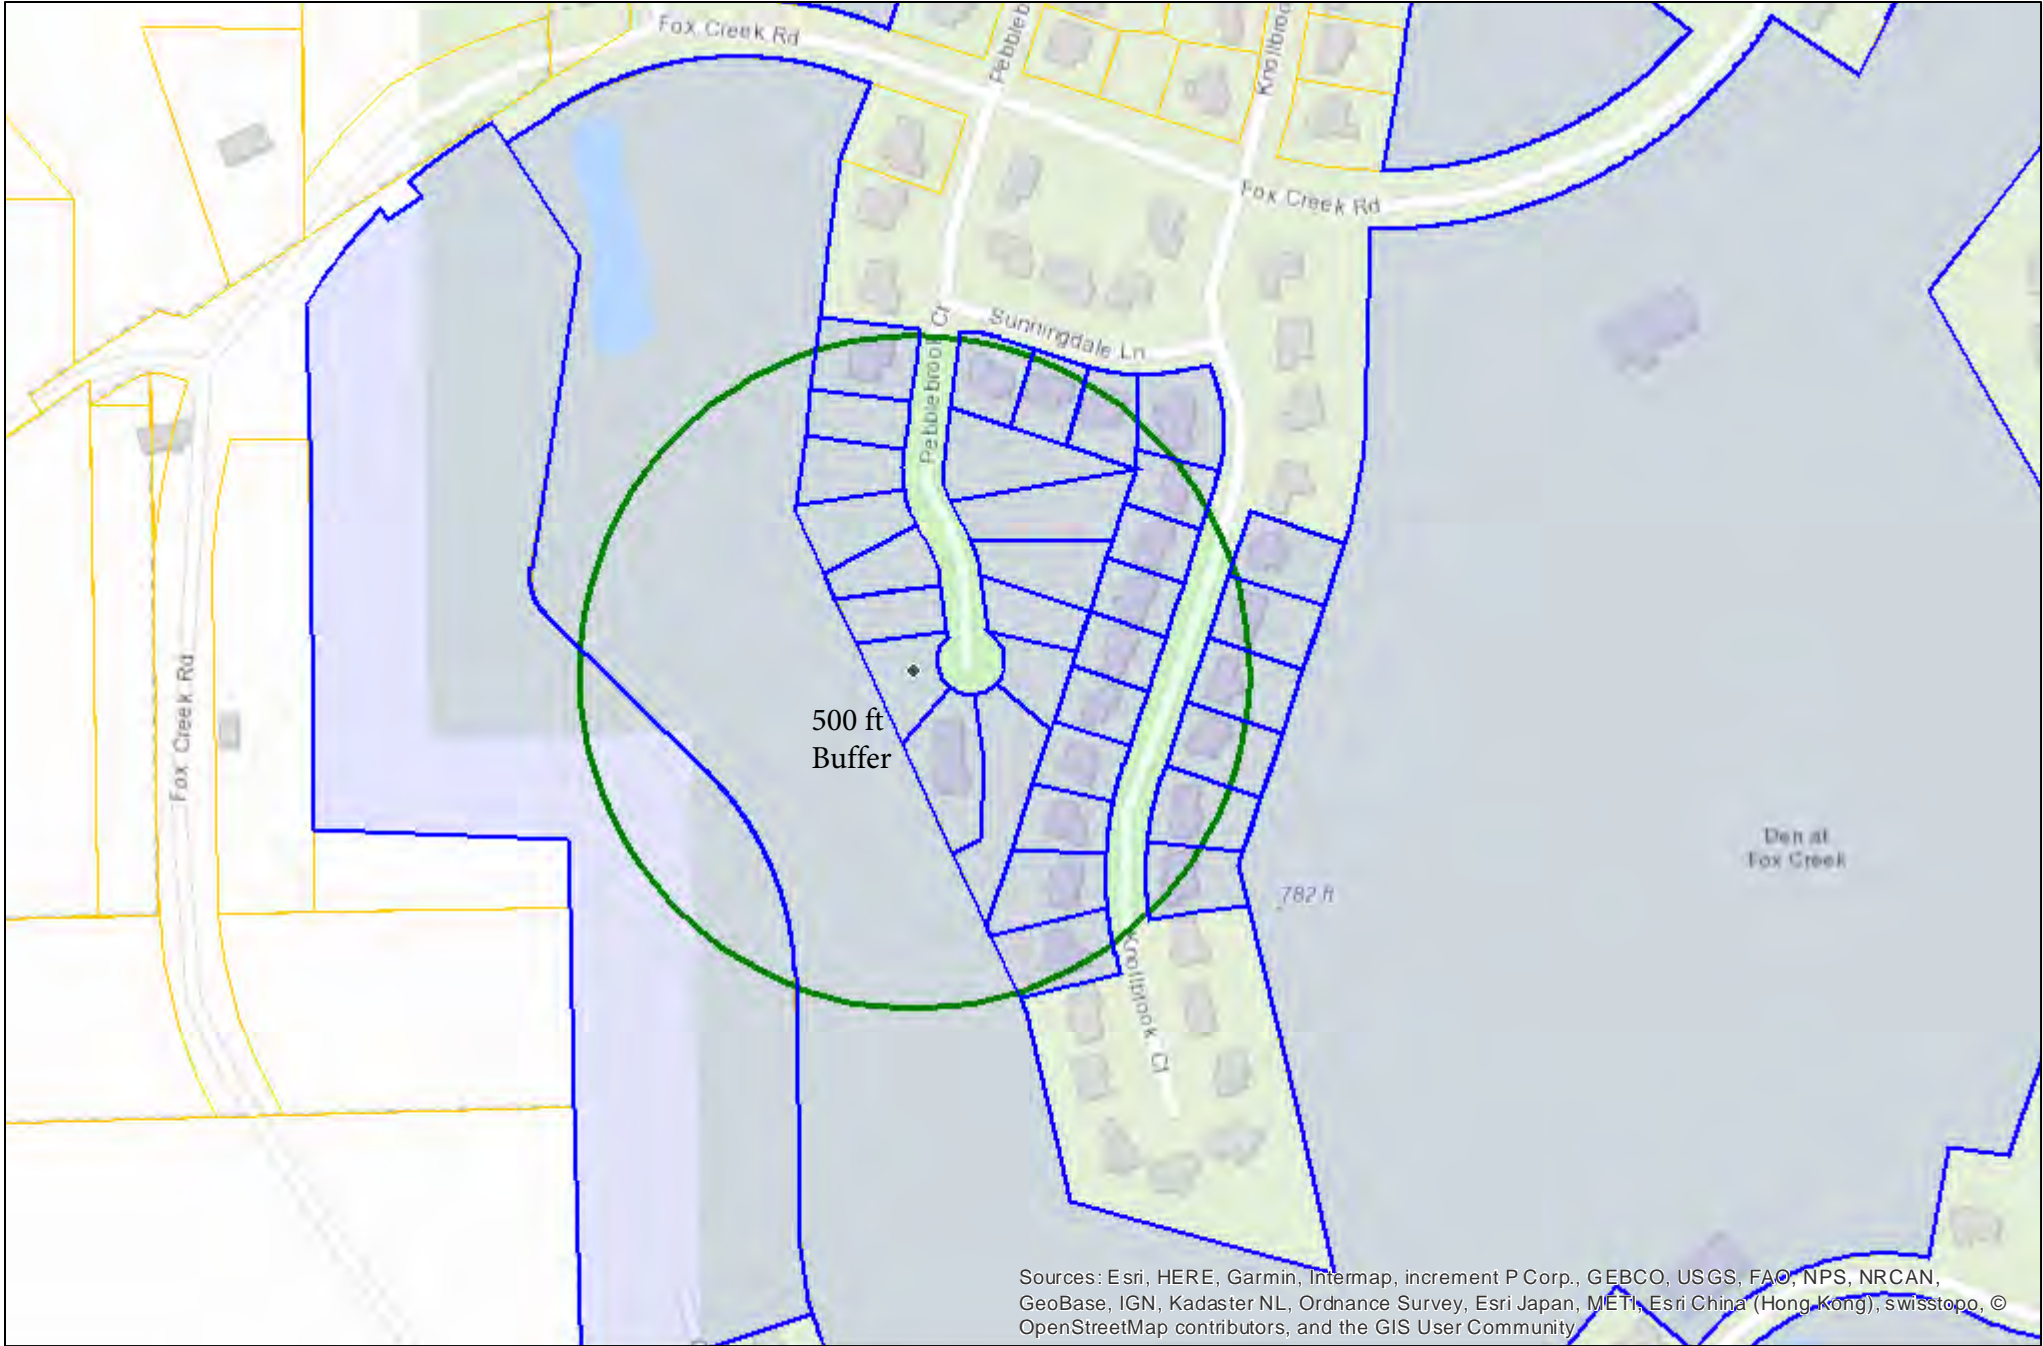 Fox Creek Rd
Pebbleb
Knollbroo
Fox Creek Rd
Sunningdale Ln
Pebblebrook Ct
Fox Creek Rd
500 ft
Buffer
Den at
Fox Creek
782 ft
Knollbrook Ct
Sources: Esri, HERE, Garmin, Intermap, increment P Corp., GEBCO, USGS, FAO, NPS, NRCAN,
GeoBase, IGN, Kadaster NL, Ordnance Survey, Esri Japan, METI, Esri China (Hong Kong), swisstopo, ©
OpenStreetMap contributors, and the GIS User Community